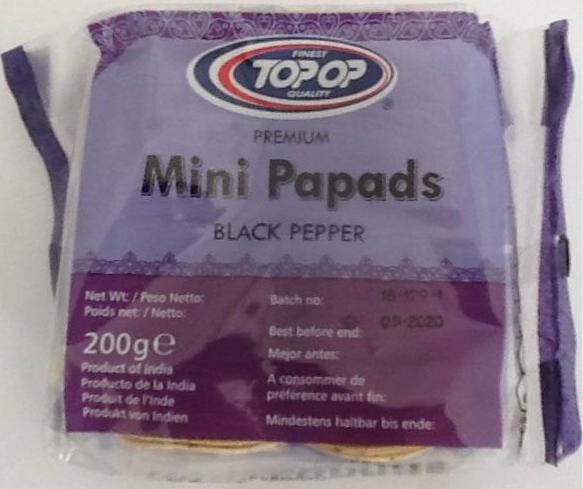 FINEST
TOPOP
QUALITY
®
PREMIUM
Mini Papads
BLACK PEPPER
Net Wt: / Peso Netto:
Poids net: / Netto:
200g℮
Product of India
Producto de la India
Produit de l'Inde
Produkt von Indien
Batch no:
Best before end: 09-2020
Mejor antes:
A consommer de
préférence avant fin:
Mindestens haltbar bis ende: